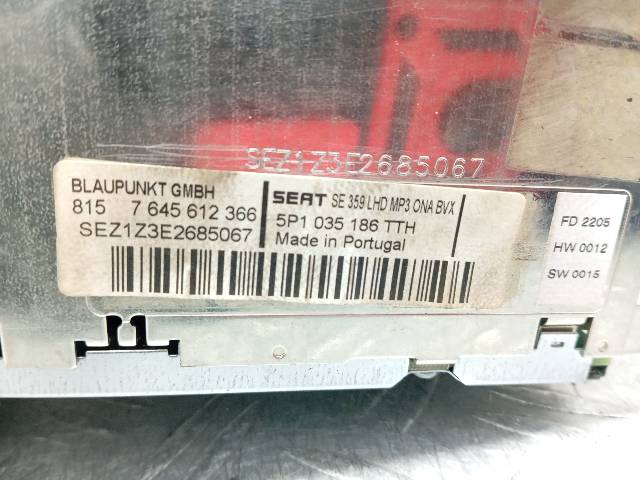 SEZ1Z3E2685067
BLAUPUNKT GMBH
815 7 645 612 366
SEZ1Z3E2685067
SEAT SE 359 LHD MP3 ONA BVX
5P1 035 186 TTH
Made in Portugal
FD 2205
HW 0012
SW 0015